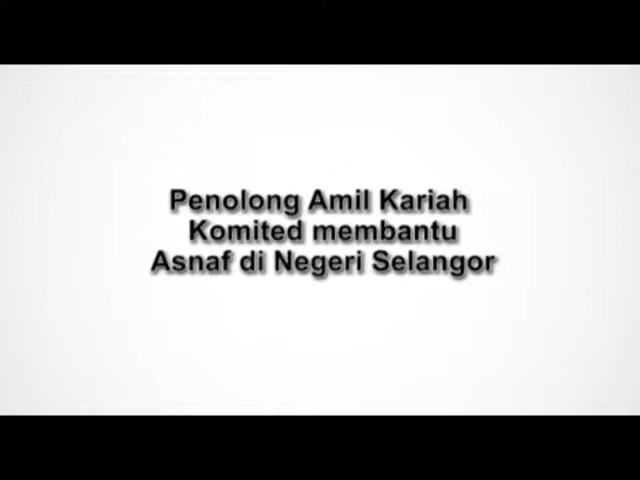 Penolong Amil Kariah
Komited membantu
Asnaf di Negeri Selangor